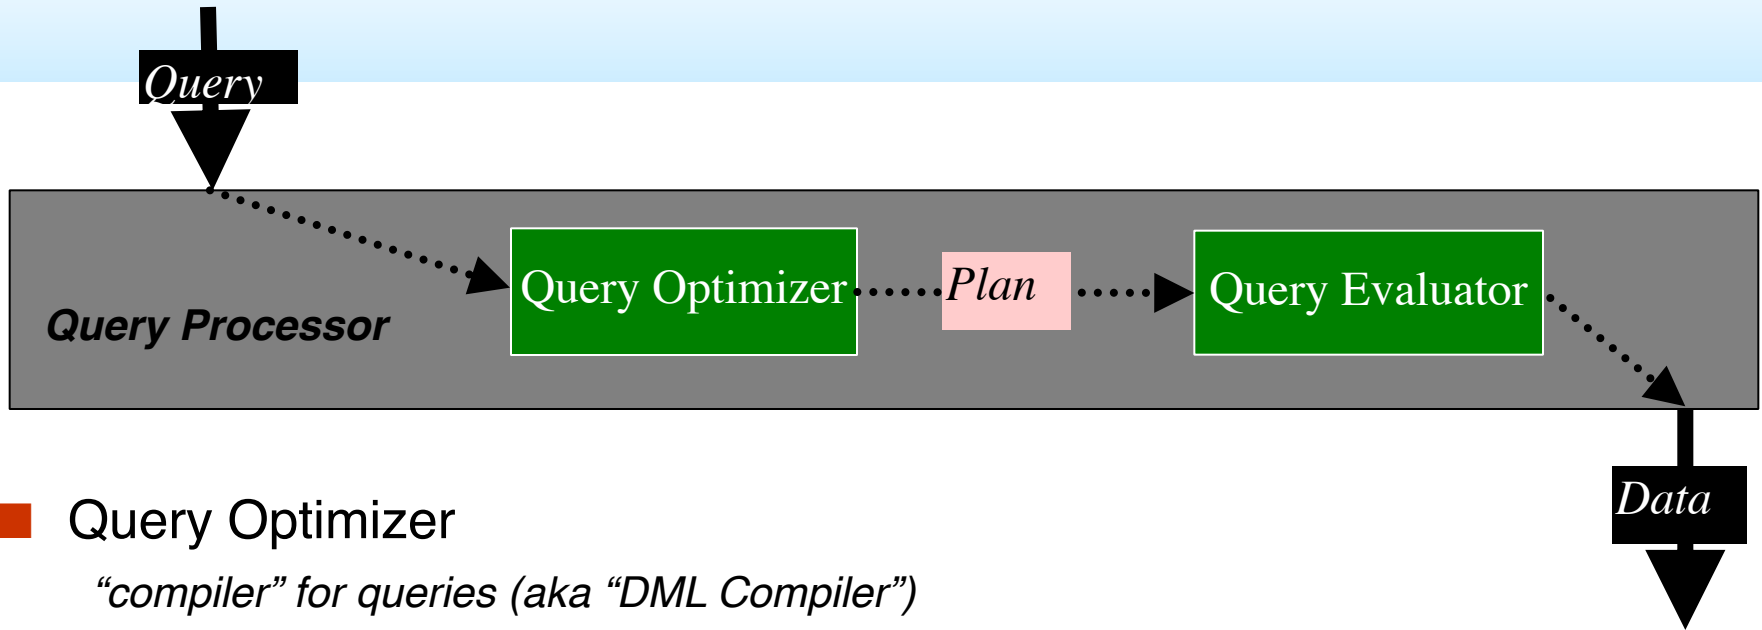 Query
Query Optimizer
Plan
Query Evaluator
Query Processor
Data
Query Optimizer
“compiler” for queries (aka “DML Compiler”)